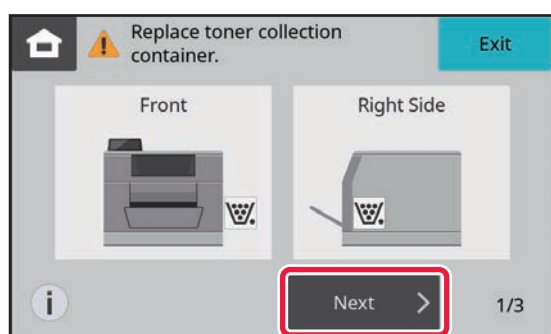 Replace toner collection
container.
Exit
Front
Right Side
i
Next
1/3